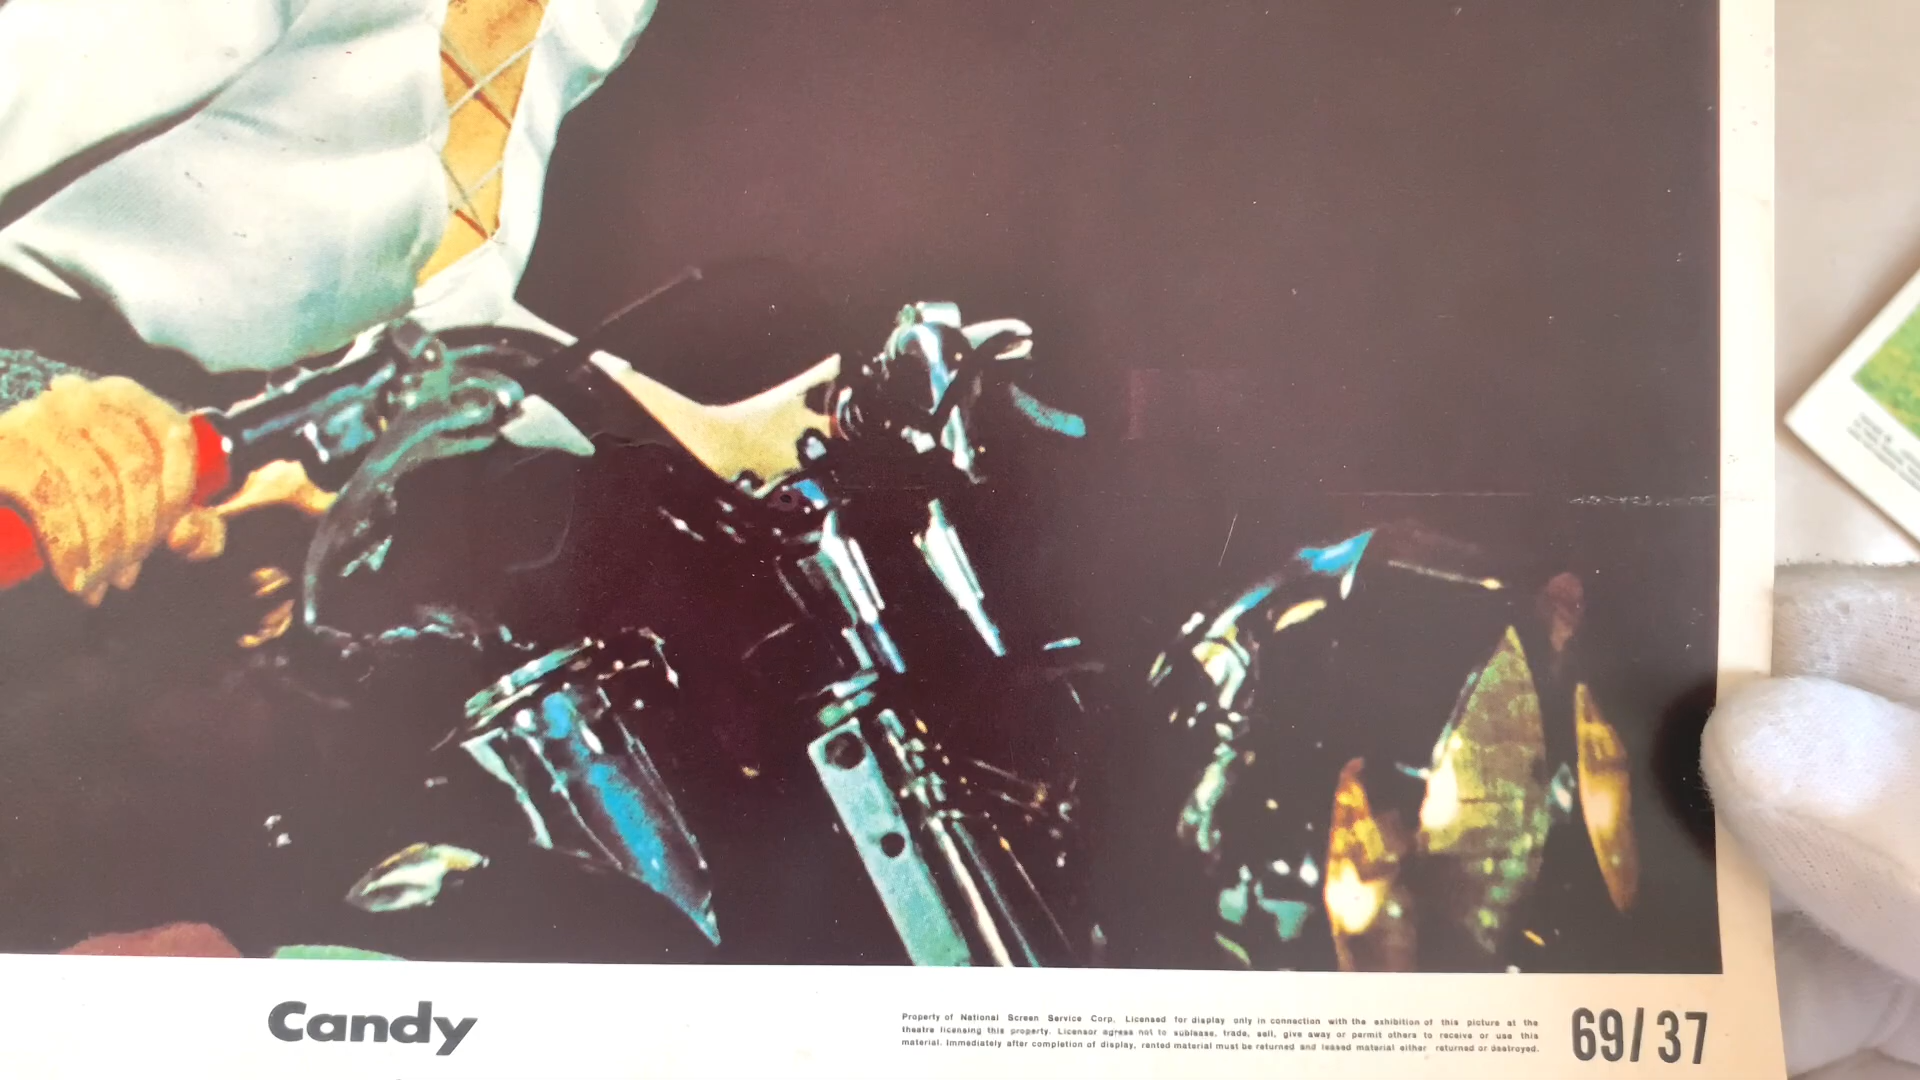 Candy
Property of National Screen Service Corp. Licensed for display only in connection with the exhibition of this picture at the
theatre licensing this property. Licensor agrees not to sublease, trade, sell, give away or permit others to receive or use this
material. Immediately after completion of display, rented material must be returned and leased material either returned or destroyed.
69/37